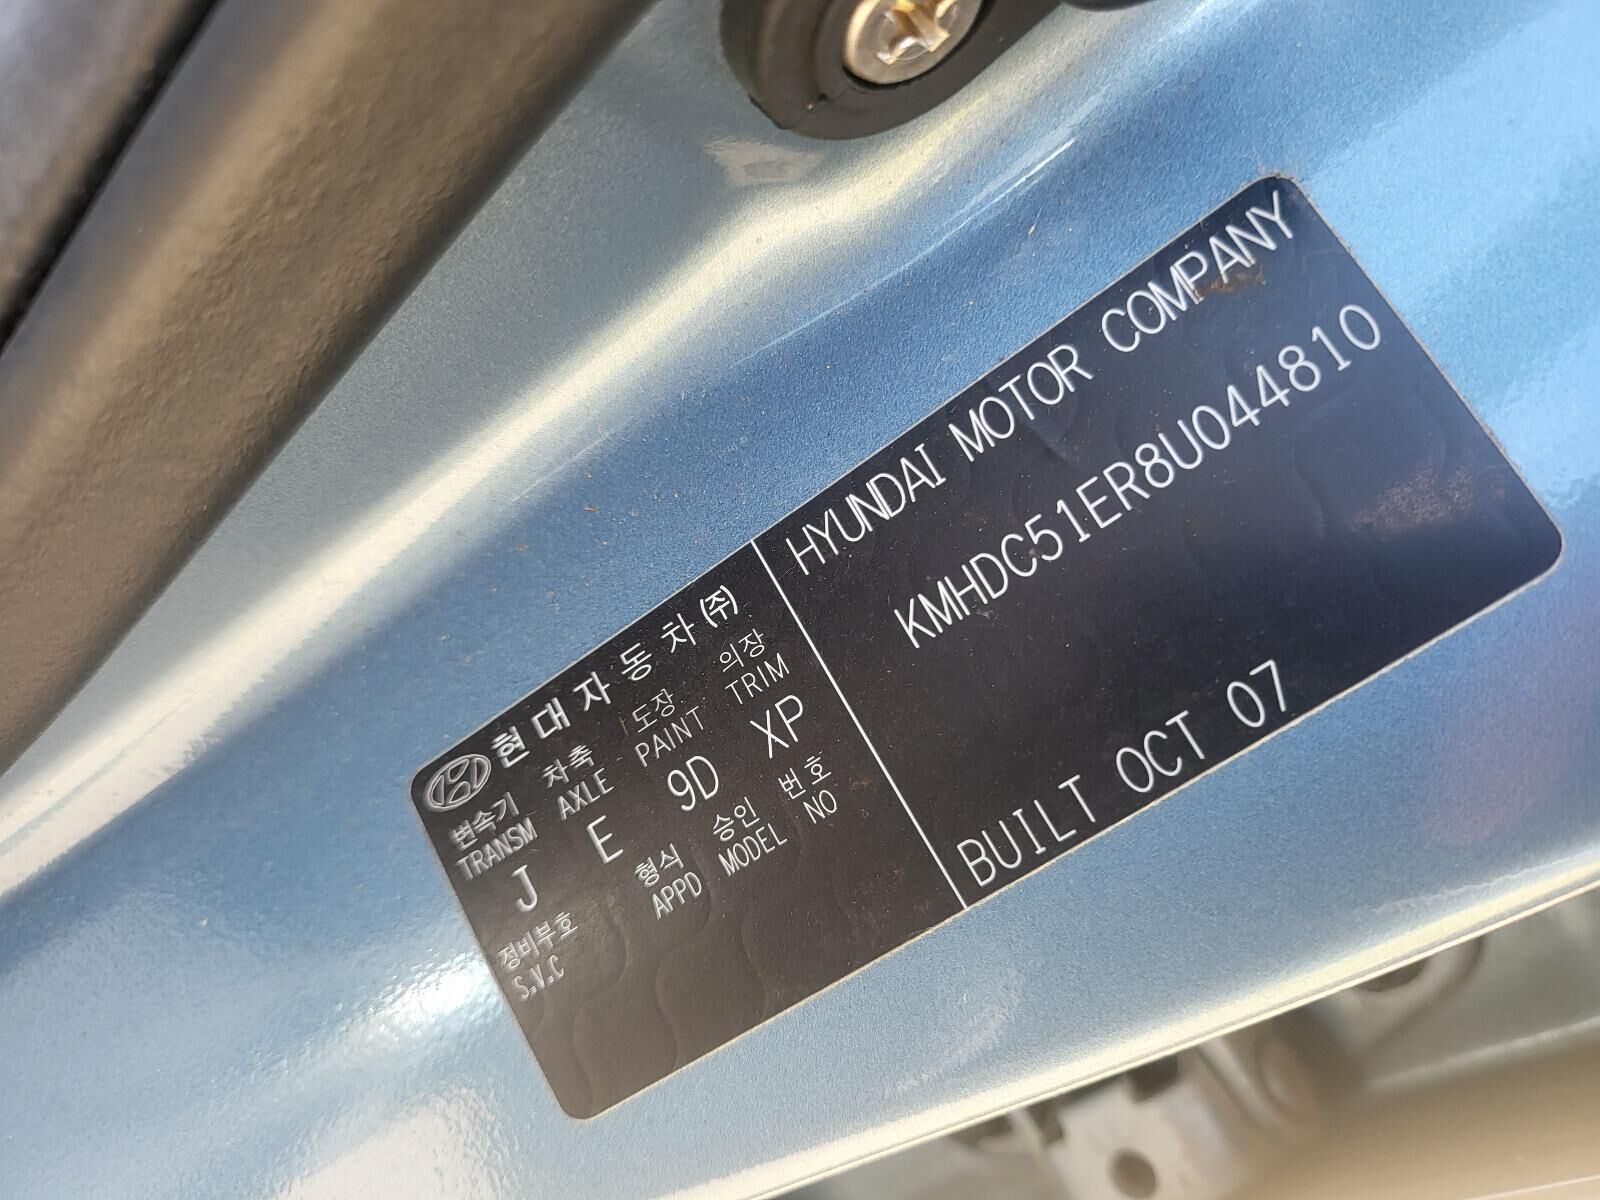 현대자동차(주)
변속기 차축 도장 의장
TRANSM AXLE PAINT TRIM
J E 9D XP
정비부호 형식 승인 번호
S.V.C APPD MODEL NO
HYUNDAI MOTOR COMPANY
KMHDC51ER8U044810
BUILT OCT 07